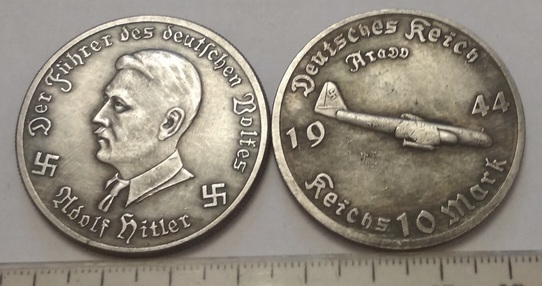 Der Führer des deutschen Volkes
Adolf Hitler
Deutsches Reich
Arado
19 44
Reichs 10 Mark